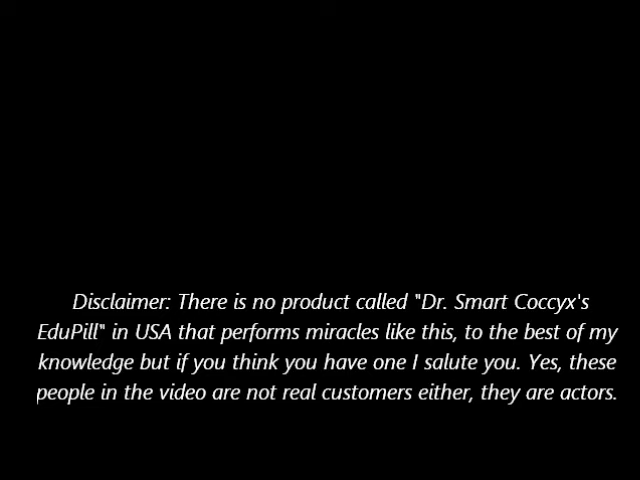 Disclaimer: There is no product called "Dr. Smart Coccyx's
EduPill" in USA that performs miracles like this, to the best of my
knowledge but if you think you have one I salute you. Yes, these
people in the video are not real customers either, they are actors.